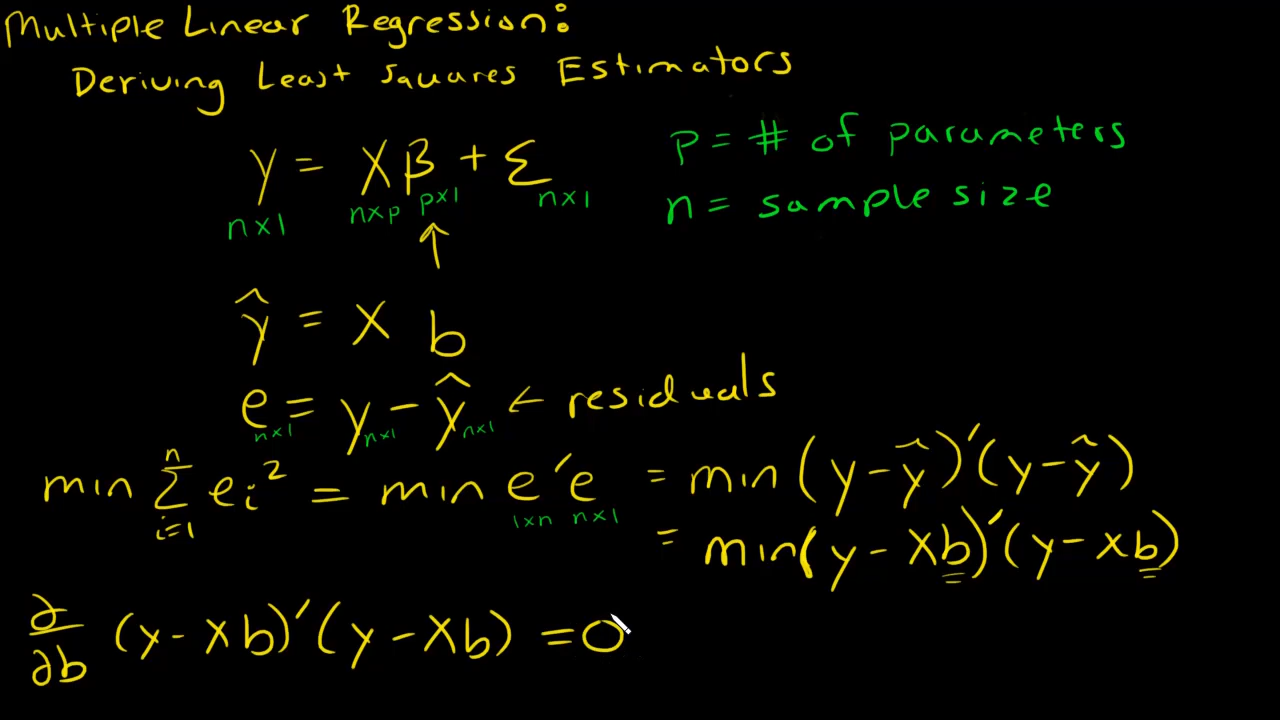 Multiple Linear Regression:
Deriving Least Squares Estimators
y = Xβ + ε
n×1 n×p p×1 n×1
p = # of parameters
n = sample size
↑
ŷ = X b
e = y - ŷ ← residuals
n×1 n×1 n×1
min Σ_{i=1}^{n} e_i² = min e′e = min (y - ŷ)′(y - ŷ)
1×n n×1
= min(y - Xb)′(y - Xb)
∂/∂b (y - Xb)′(y - Xb) = 0